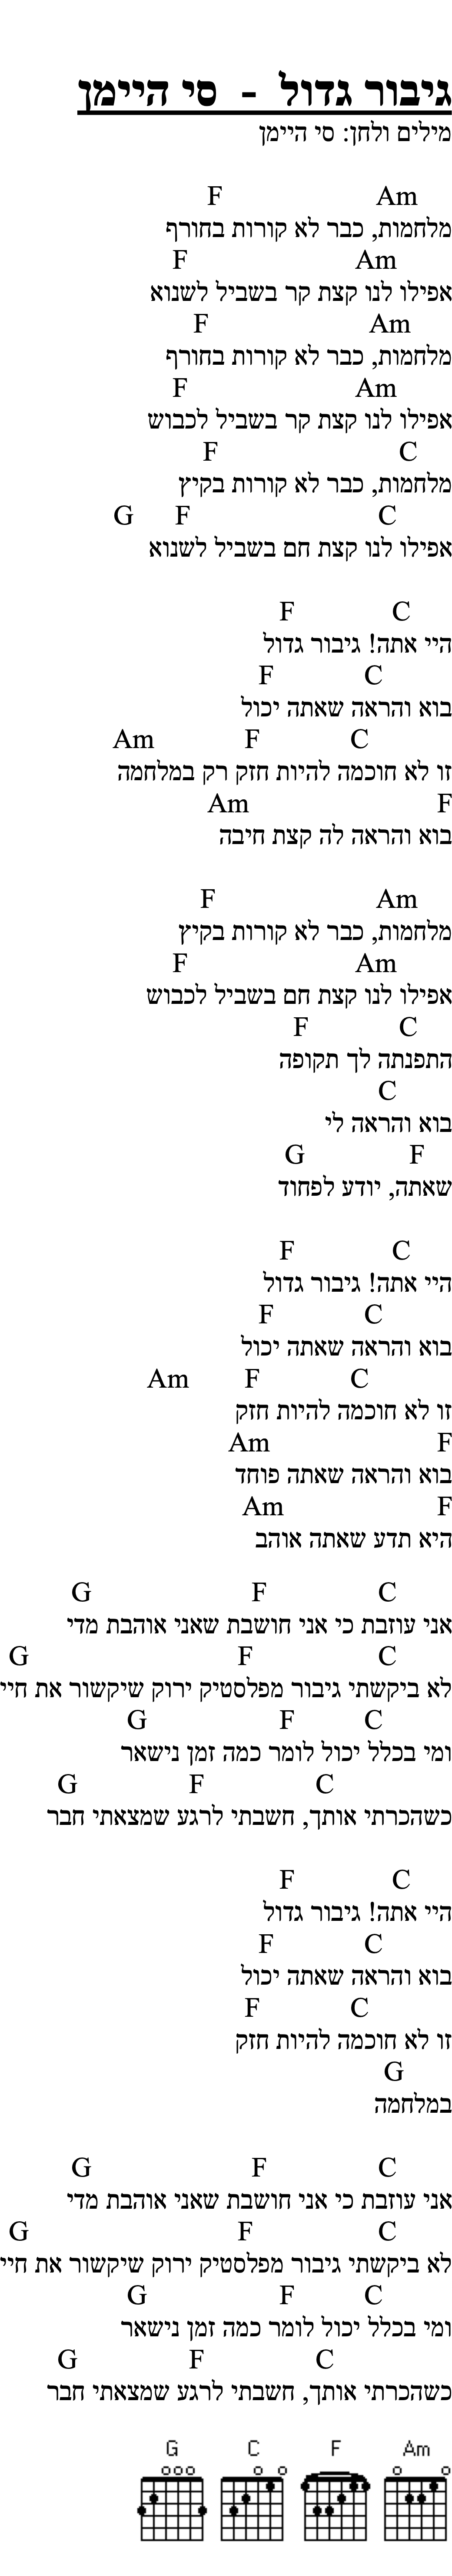 גיבור גדול - סי היימן
מילים ולחן: סי היימן
Am F
מלחמות, כבר לא קורות בחורף
Am F
אפילו לנו קצת קר בשביל לשנוא
Am F
מלחמות, כבר לא קורות בחורף
Am F
אפילו לנו קצת קר בשביל לכבוש
C F
מלחמות, כבר לא קורות בקיץ
C F G
אפילו לנו קצת חם בשביל לשנוא
C F
היי אתה! גיבור גדול
C F
בוא והראה שאתה יכול
C F Am
זו לא חוכמה להיות חזק רק במלחמה
F Am
בוא והראה לה קצת חיבה
Am F
מלחמות, כבר לא קורות בקיץ
Am F
אפילו לנו קצת חם בשביל לכבוש
C F
התפנתה לך תקופה
C
בוא והראה לי
F G
שאתה, יודע לפחוד
C F
היי אתה! גיבור גדול
C F
בוא והראה שאתה יכול
C F Am
זו לא חוכמה להיות חזק
F Am
בוא והראה שאתה פוחד
F Am
היא תדע שאתה אוהב
C F G
אני עוזבת כי אני חושבת שאני אוהבת מדי
C F G
לא ביקשתי גיבור מפלסטיק ירוק שיקשור את חיי
C F G
ומי בכלל יכול לומר כמה זמן נישאר
C F G
כשהכרתי אותך, חשבתי לרגע שמצאתי חבר
C F
היי אתה! גיבור גדול
C F
בוא והראה שאתה יכול
C F
זו לא חוכמה להיות חזק
G
במלחמה
C F G
אני עוזבת כי אני חושבת שאני אוהבת מדי
C F G
לא ביקשתי גיבור מפלסטיק ירוק שיקשור את חיי
C F G
ומי בכלל יכול לומר כמה זמן נישאר
C F G
כשהכרתי אותך, חשבתי לרגע שמצאתי חבר
G C F Am